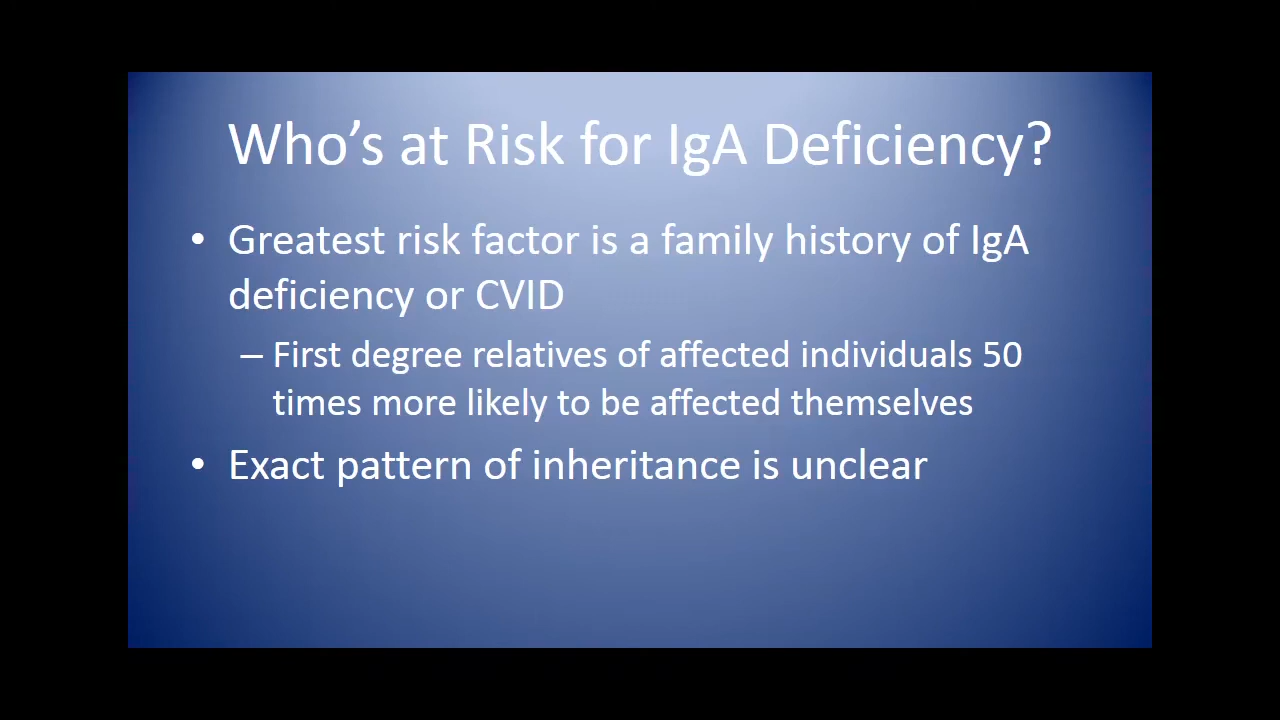 Who’s at Risk for IgA Deficiency?
• Greatest risk factor is a family history of IgA
deficiency or CVID
– First degree relatives of affected individuals 50
times more likely to be affected themselves
• Exact pattern of inheritance is unclear